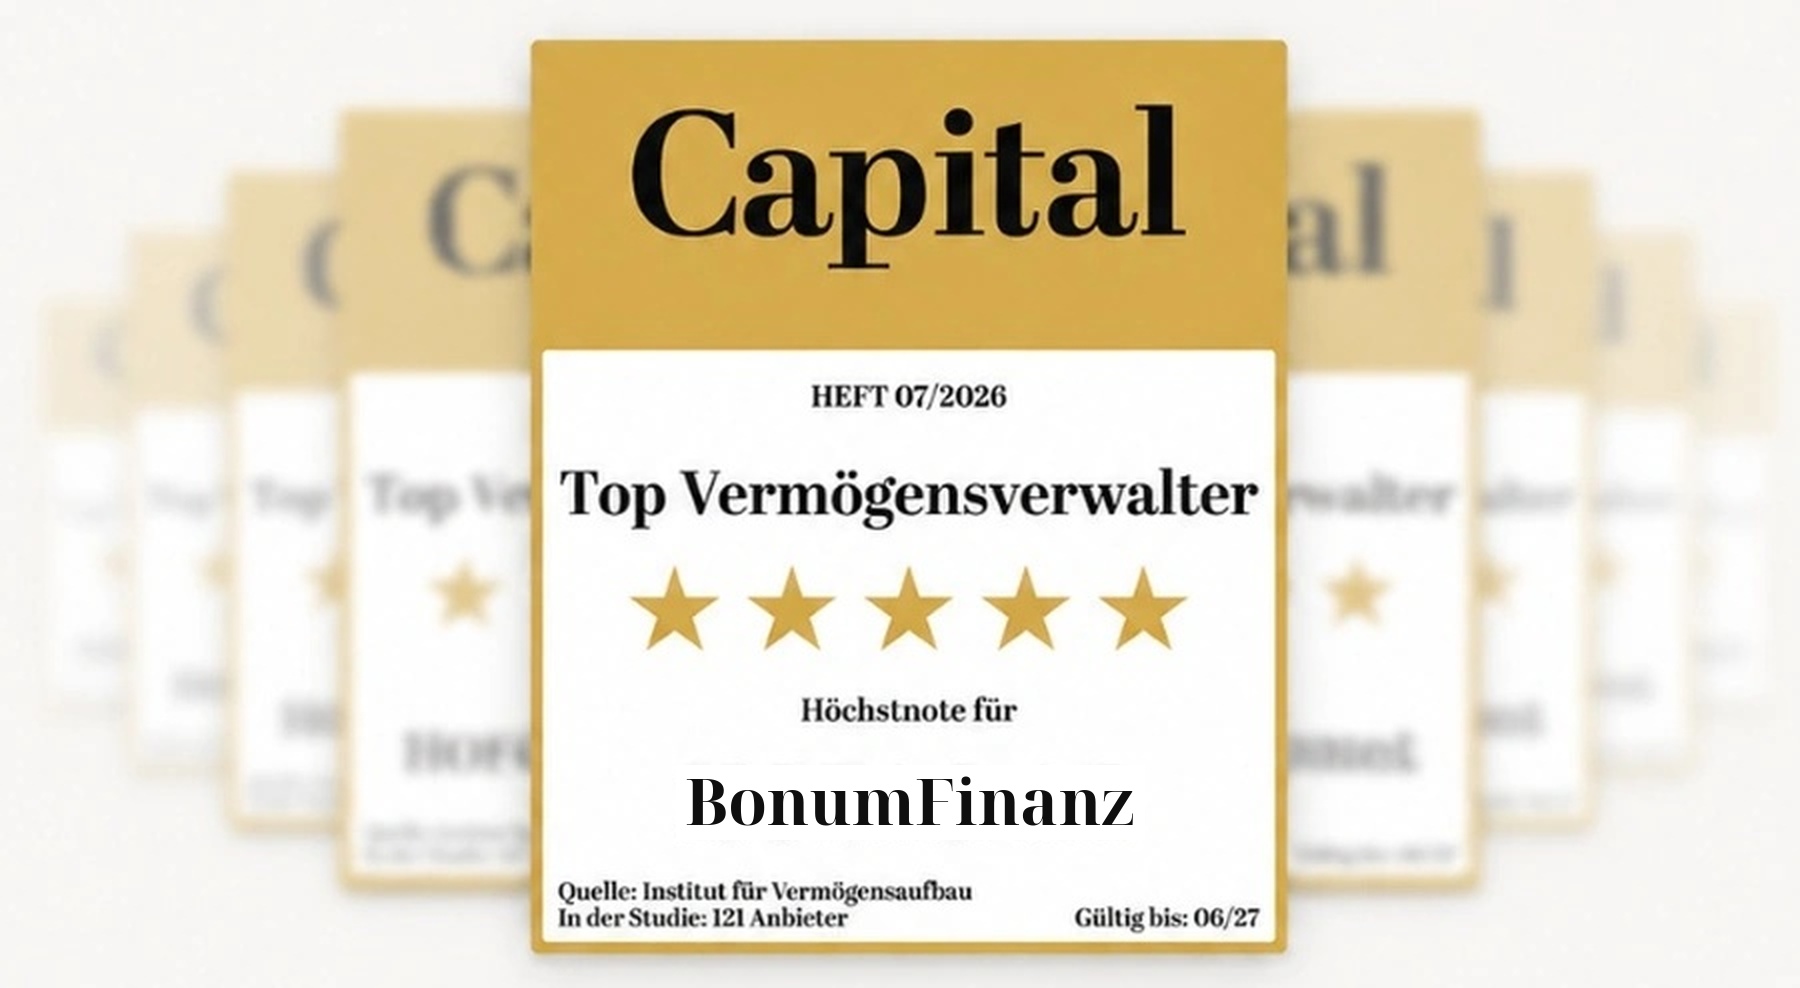 Capital
HEFT 07/2026
Top Vermögensverwalter
Höchstnote für
BonumFinanz
Quelle: Institut für Vermögensaufbau
In der Studie: 121 Anbieter
Gültig bis: 06/27